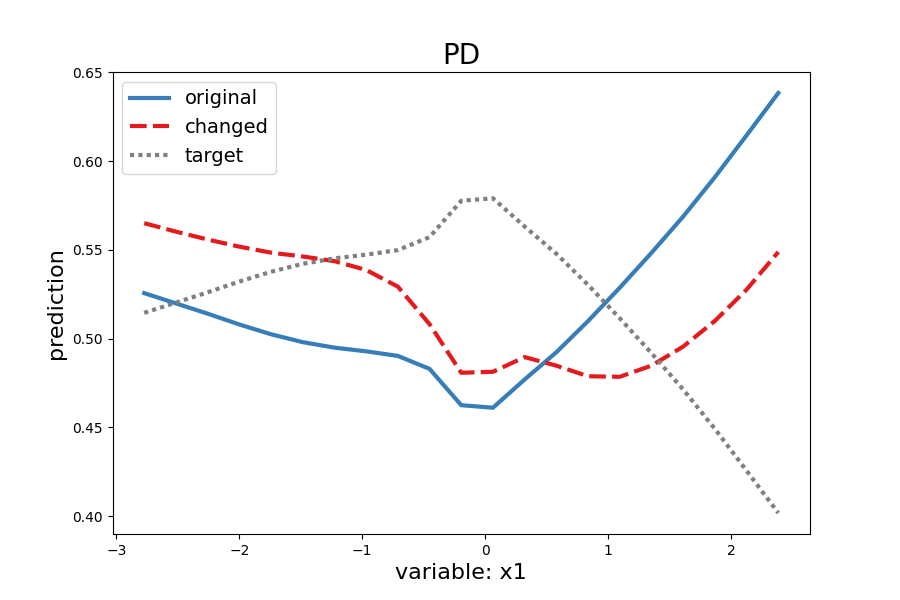 PD
original
changed
target
prediction
0.65
0.60
0.55
0.50
0.45
0.40
−3
−2
−1
0
1
2
variable: x1